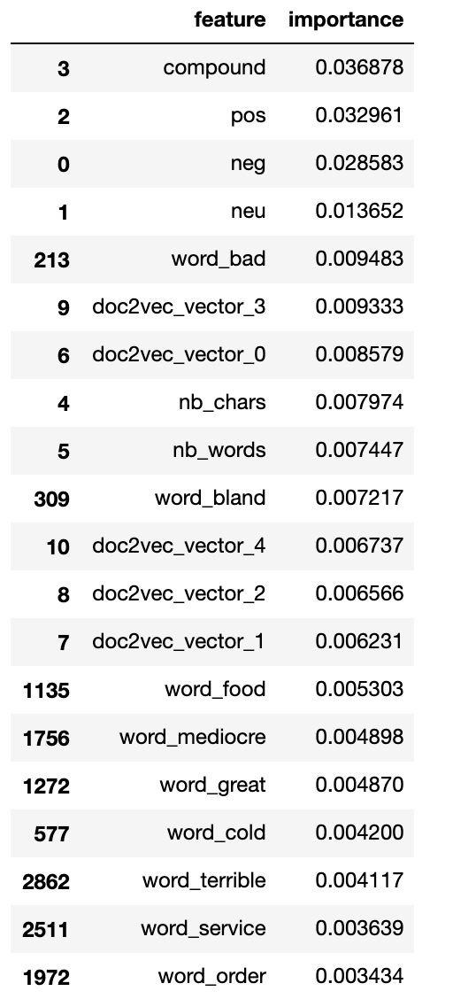 feature importance
3 compound 0.036878
2 pos 0.032961
0 neg 0.028583
1 neu 0.013652
213 word_bad 0.009483
9 doc2vec_vector_3 0.009333
6 doc2vec_vector_0 0.008579
4 nb_chars 0.007974
5 nb_words 0.007447
309 word_bland 0.007217
10 doc2vec_vector_4 0.006737
8 doc2vec_vector_2 0.006566
7 doc2vec_vector_1 0.006231
1135 word_food 0.005303
1756 word_mediocre 0.004898
1272 word_great 0.004870
577 word_cold 0.004200
2862 word_terrible 0.004117
2511 word_service 0.003639
1972 word_order 0.003434